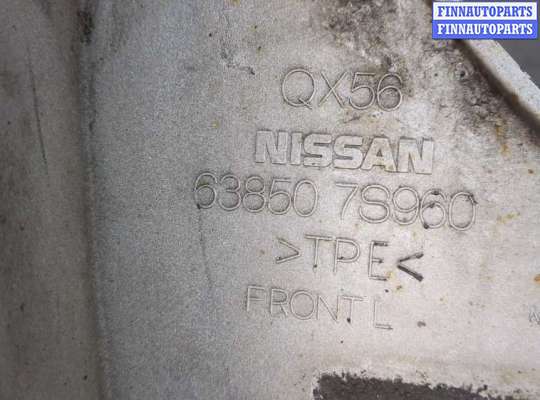 FINNAUTOPARTS
FINNAUTOPARTS
QX56
NISSAN
63850 7S960
>TPE<
FRONT L